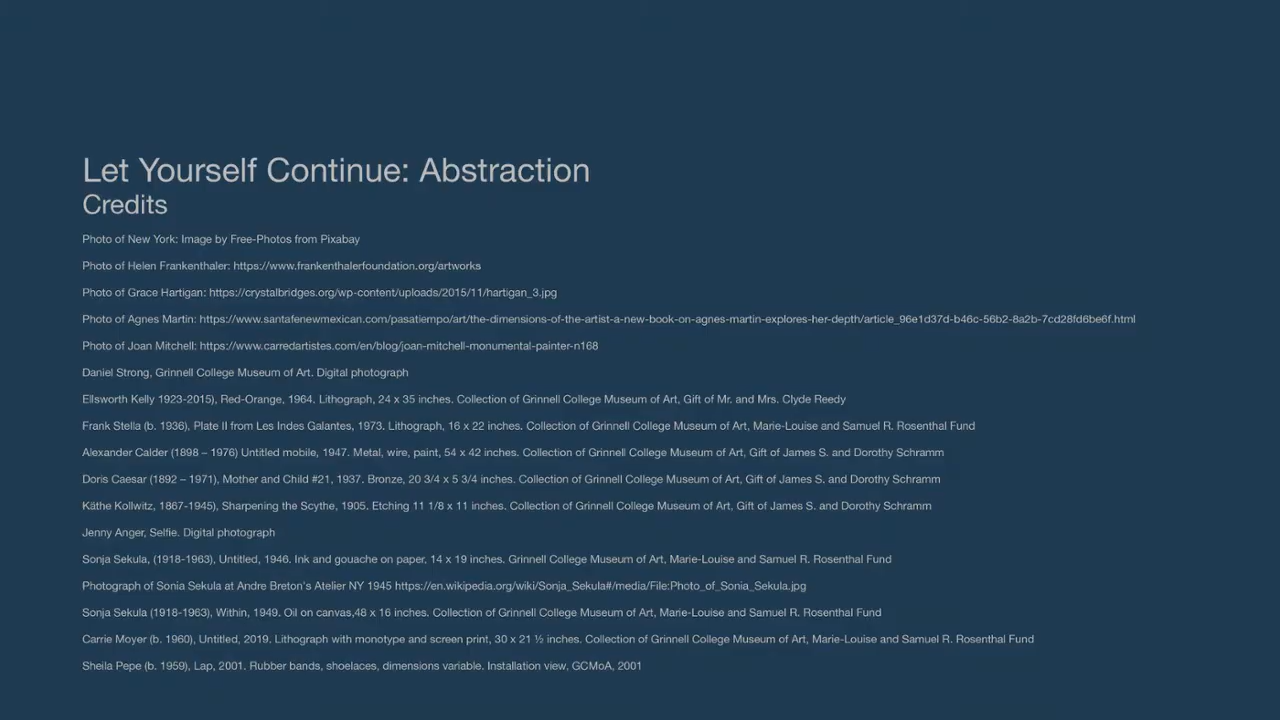 Let Yourself Continue: Abstraction
Credits
Photo of New York: Image by Free-Photos from Pixabay
Photo of Helen Frankenthaler: https://www.frankenthalerfoundation.org/artworks
Photo of Grace Hartigan: https://crystalbridges.org/wp-content/uploads/2015/11/hartigan_3.jpg
Photo of Agnes Martin: https://www.santafenewmexican.com/pasatiempo/art/the-dimensions-of-the-artist-a-new-book-on-agnes-martin-explores-her-depth/article_96e1d37d-b46c-56b2-8a2b-7cd28fd6be6f.html
Photo of Joan Mitchell: https://www.carredartistes.com/en/blog/joan-mitchell-monumental-painter-n168
Daniel Strong, Grinnell College Museum of Art. Digital photograph
Ellsworth Kelly 1923-2015), Red-Orange, 1964. Lithograph, 24 x 35 inches. Collection of Grinnell College Museum of Art, Gift of Mr. and Mrs. Clyde Reedy
Frank Stella (b. 1936), Plate II from Les Indes Galantes, 1973. Lithograph, 16 x 22 inches. Collection of Grinnell College Museum of Art, Marie-Louise and Samuel R. Rosenthal Fund
Alexander Calder (1898 – 1976) Untitled mobile, 1947. Metal, wire, paint, 54 x 42 inches. Collection of Grinnell College Museum of Art, Gift of James S. and Dorothy Schramm
Doris Caesar (1892 – 1971), Mother and Child #21, 1937. Bronze, 20 3/4 x 5 3/4 inches. Collection of Grinnell College Museum of Art, Gift of James S. and Dorothy Schramm
Käthe Kollwitz, 1867-1945), Sharpening the Scythe, 1905. Etching 11 1/8 x 11 inches. Collection of Grinnell College Museum of Art, Gift of James S. and Dorothy Schramm
Jenny Anger, Selfie. Digital photograph
Sonja Sekula, (1918-1963), Untitled, 1946. Ink and gouache on paper, 14 x 19 inches. Grinnell College Museum of Art, Marie-Louise and Samuel R. Rosenthal Fund
Photograph of Sonia Sekula at Andre Breton's Atelier NY 1945 https://en.wikipedia.org/wiki/Sonja_Sekula#/media/File:Photo_of_Sonia_Sekula.jpg
Sonja Sekula (1918-1963), Within, 1949. Oil on canvas,48 x 16 inches. Collection of Grinnell College Museum of Art, Marie-Louise and Samuel R. Rosenthal Fund
Carrie Moyer (b. 1960), Untitled, 2019. Lithograph with monotype and screen print, 30 x 21 ½ inches. Collection of Grinnell College Museum of Art, Marie-Louise and Samuel R. Rosenthal Fund
Sheila Pepe (b. 1959), Lap, 2001. Rubber bands, shoelaces, dimensions variable. Installation view, GCMoA, 2001